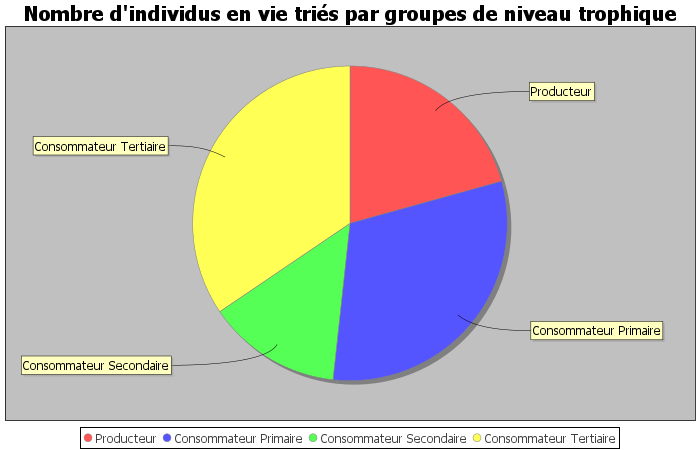 Nombre d'individus en vie triés par groupes de niveau trophique
Producteur
Consommateur Tertiaire
Consommateur Primaire
Consommateur Secondaire
Producteur Consommateur Primaire Consommateur Secondaire Consommateur Tertiaire